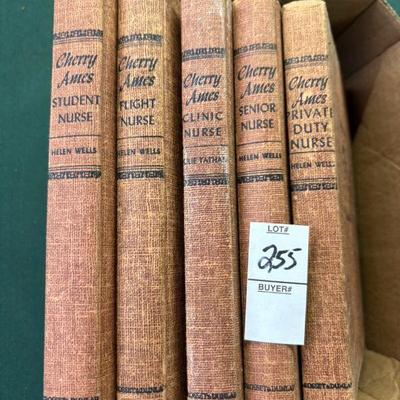 Cherry
Ames
STUDENT
NURSE
HELEN WELLS
Cherry
Ames
FLIGHT
NURSE
HELEN WELLS
Cherry
Ames
CLINIC
NURSE
Cherry
Ames
SENIOR
NURSE
HELEN WELLS
Cherry
Ames
PRIVATE
DUTY
NURSE
HELEN WELLS
LOT#
255
BUYER#